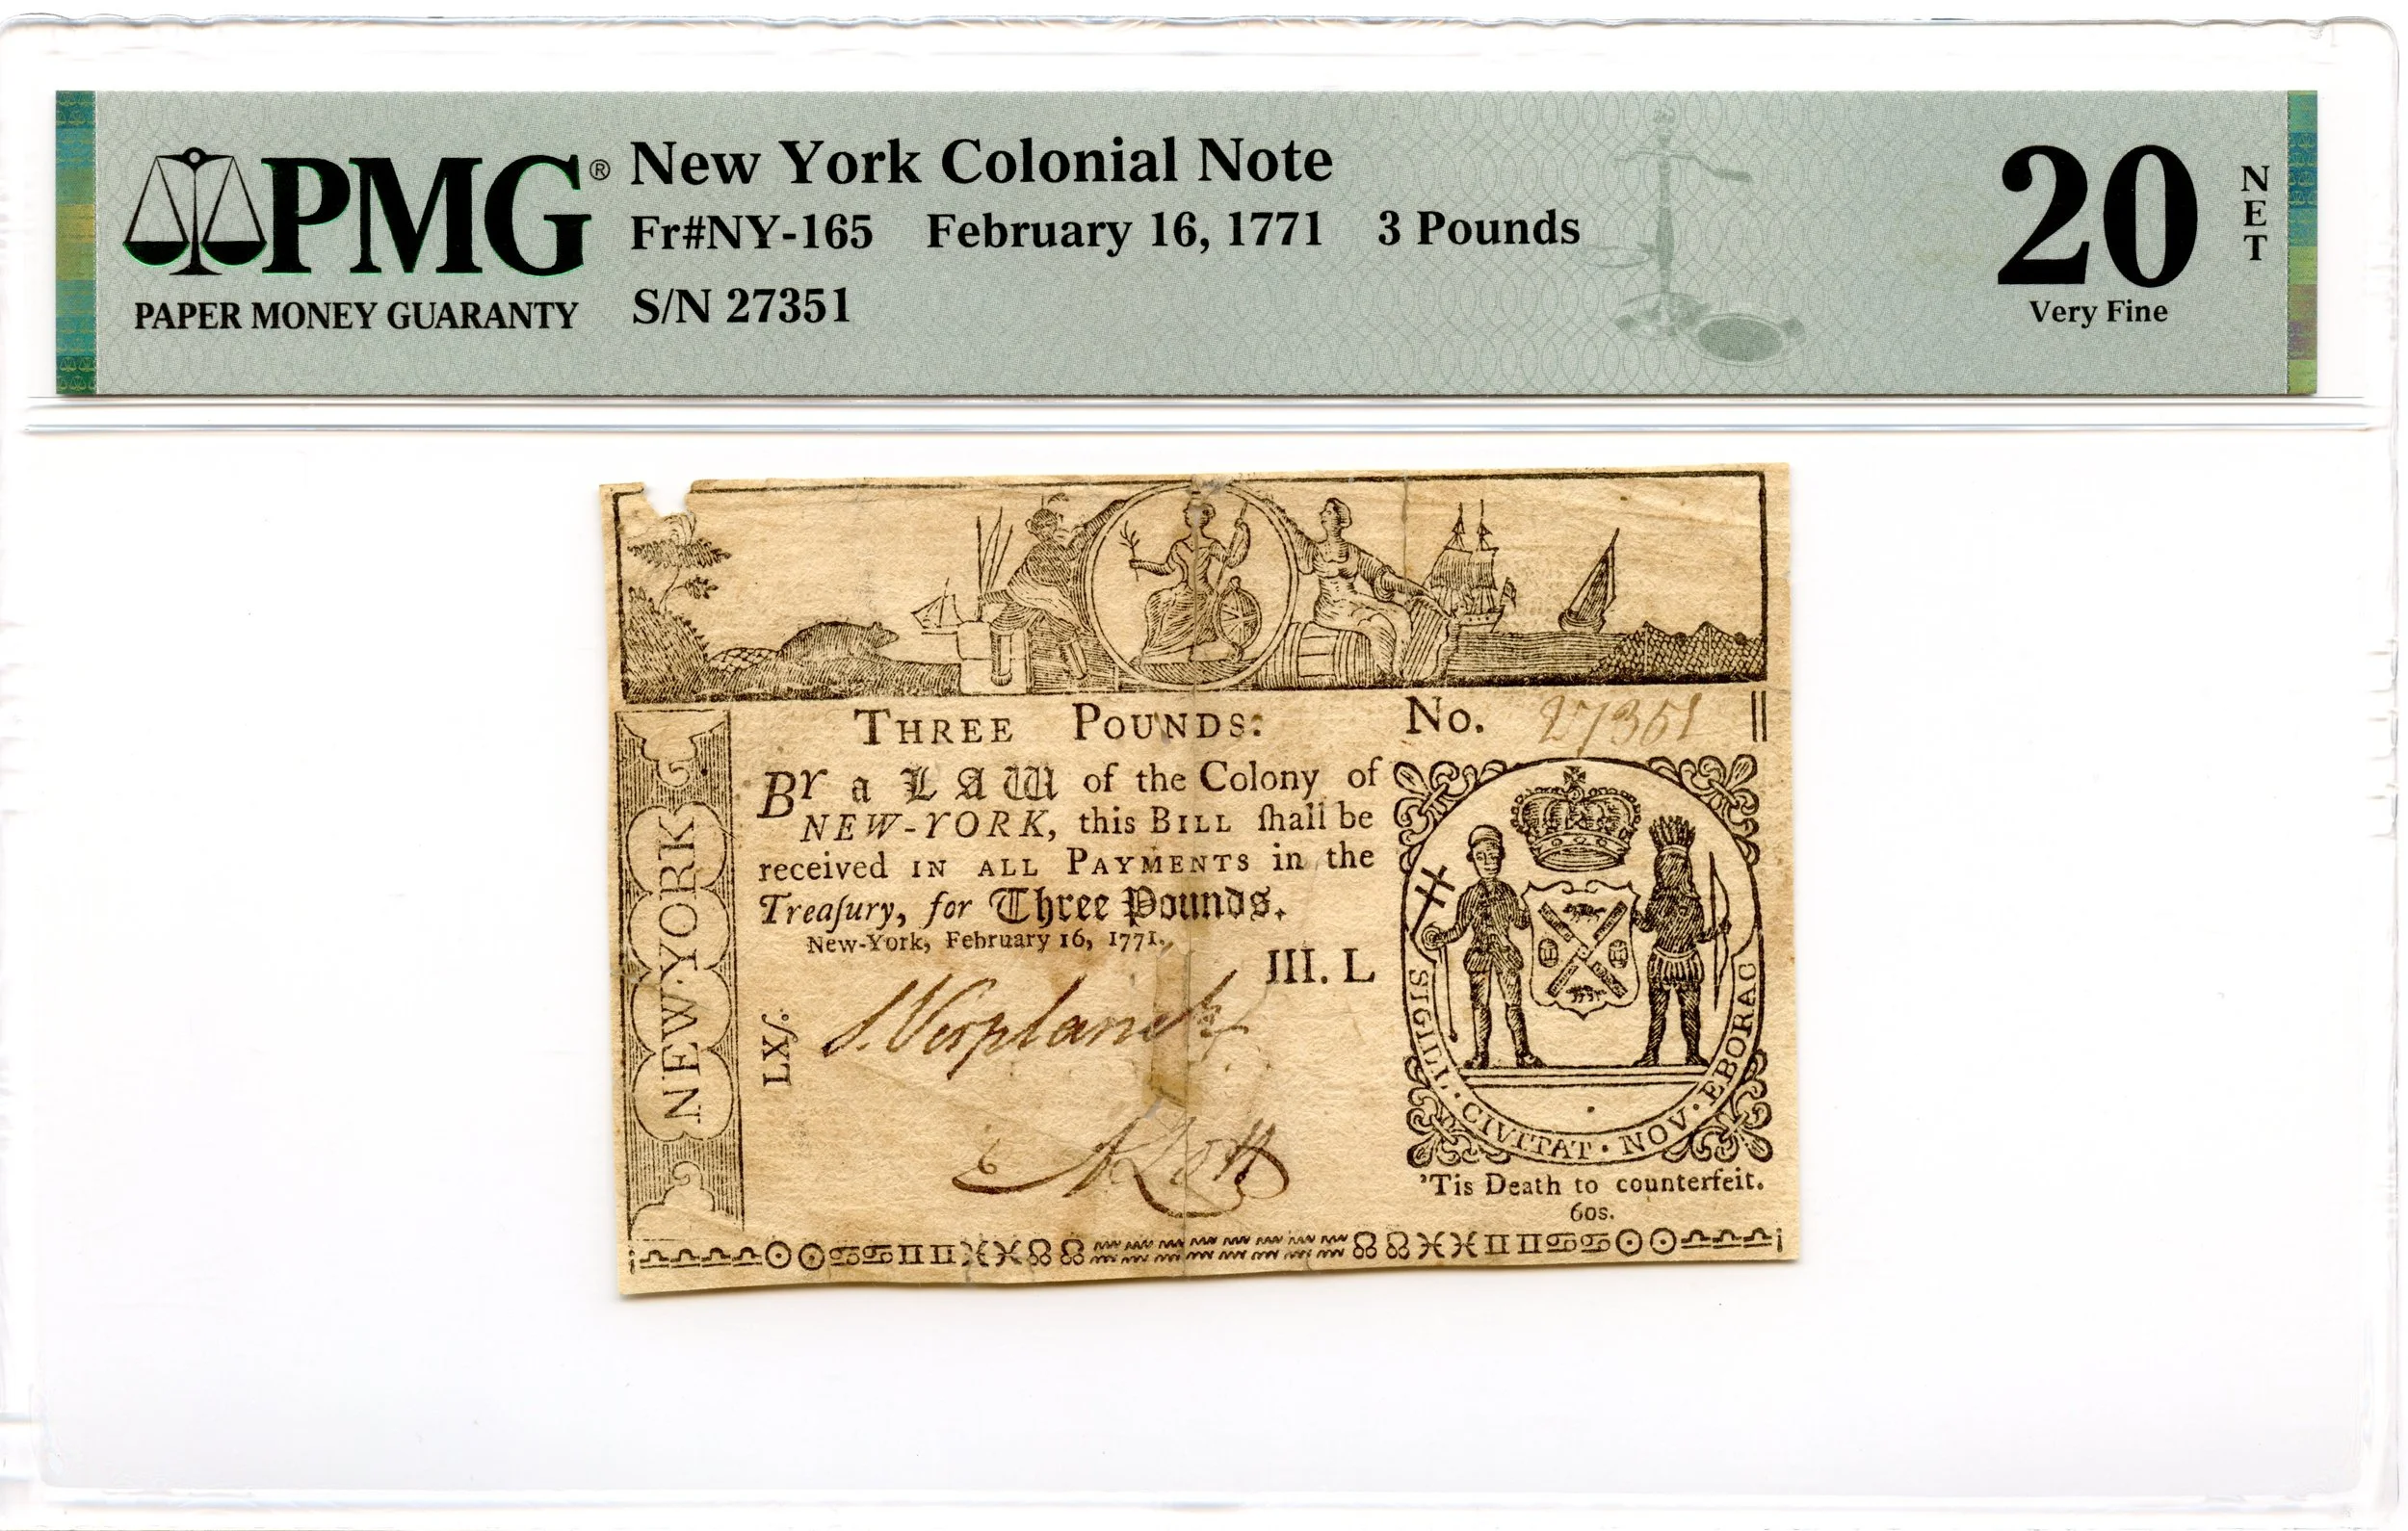 PMG®
PAPER MONEY GUARANTY
New York Colonial Note
Fr#NY-165 February 16, 1771 3 Pounds
S/N 27351
20
NET
Very Fine
THREE POUNDS:
No. 27351
BY a LAW of the Colony of
NEW-YORK, this BILL ſhall be
received IN ALL PAYMENTS in the
Treaſury, for Three Pounds.
New-York, February 16, 1771.
III. L
NEW-YORK
LXſ.
S. Verplanck
A Lott
SIGILL · CIVITAT · NOV · EBORAC
'Tis Death to counterfeit.
60s.